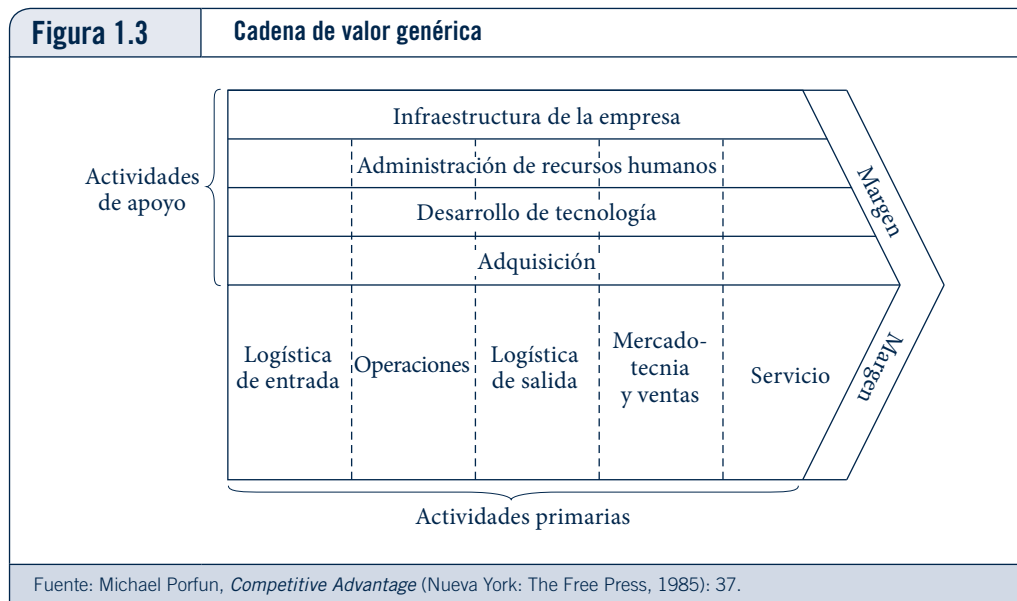 Figura 1.3
Cadena de valor genérica
Actividades
de apoyo
Infraestructura de la empresa
Administración de recursos humanos
Desarrollo de tecnología
Adquisición
Margen
Logística
de entrada
Operaciones
Logística
de salida
Mercado-
tecnia
y ventas
Servicio
Margen
Actividades primarias
Fuente: Michael Porfun, Competitive Advantage (Nueva York: The Free Press, 1985): 37.